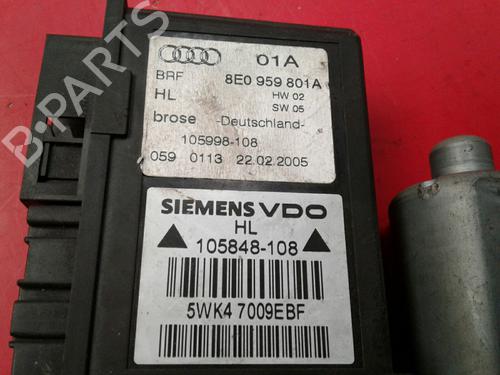 01A
BRF 8E0 959 801A
HL HW 02
SW 05
brose -Deutschland-
105998-108
059 0113 22.02.2005
SIEMENS VDO
HL
105848-108
5WK4 7009EBF
B-PARTS